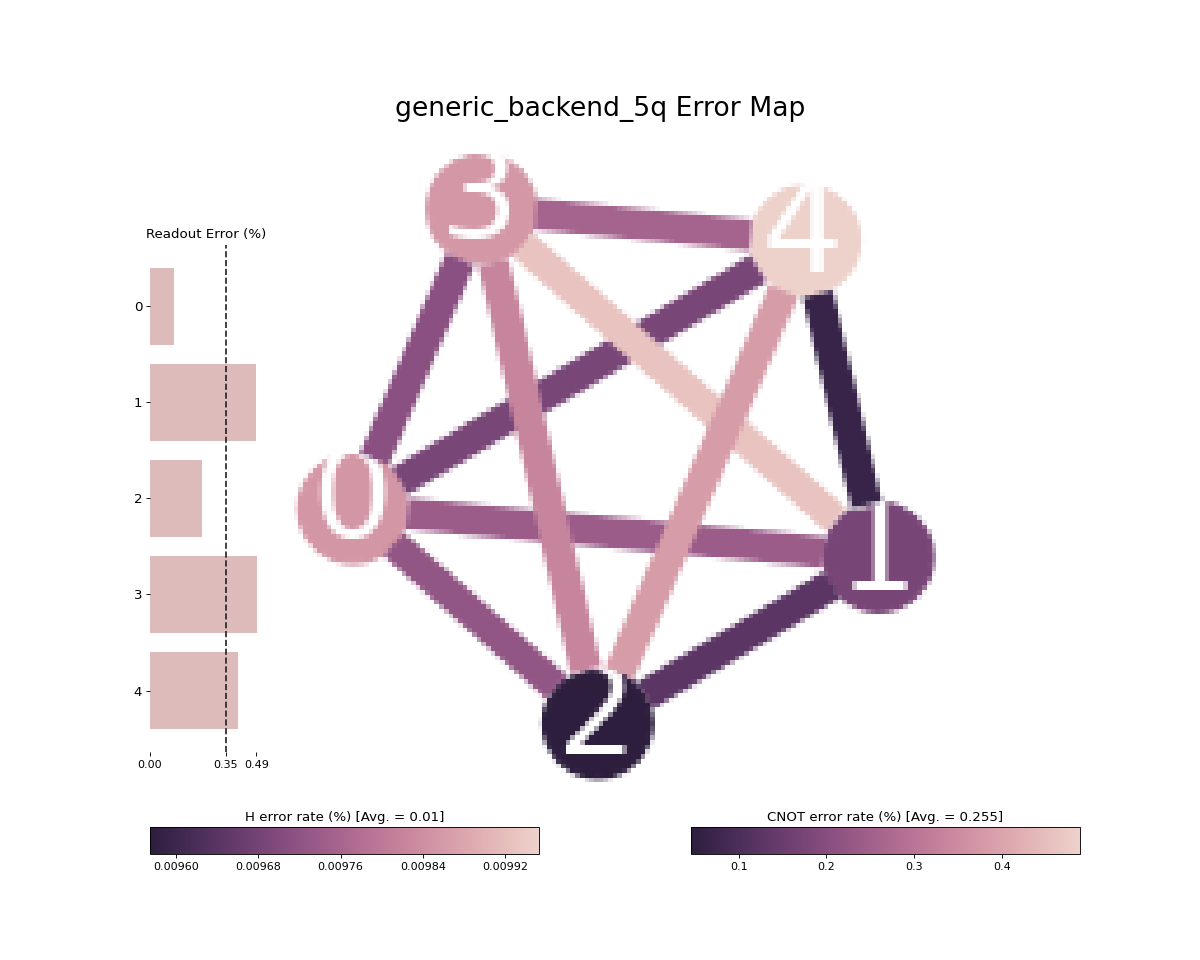 generic_backend_5q Error Map
3
4
Readout Error (%)
0
1
2
3
4
0
1
2
0.00 0.35 0.49
H error rate (%) [Avg. = 0.01]
0.00960 0.00968 0.00976 0.00984 0.00992
CNOT error rate (%) [Avg. = 0.255]
0.1 0.2 0.3 0.4